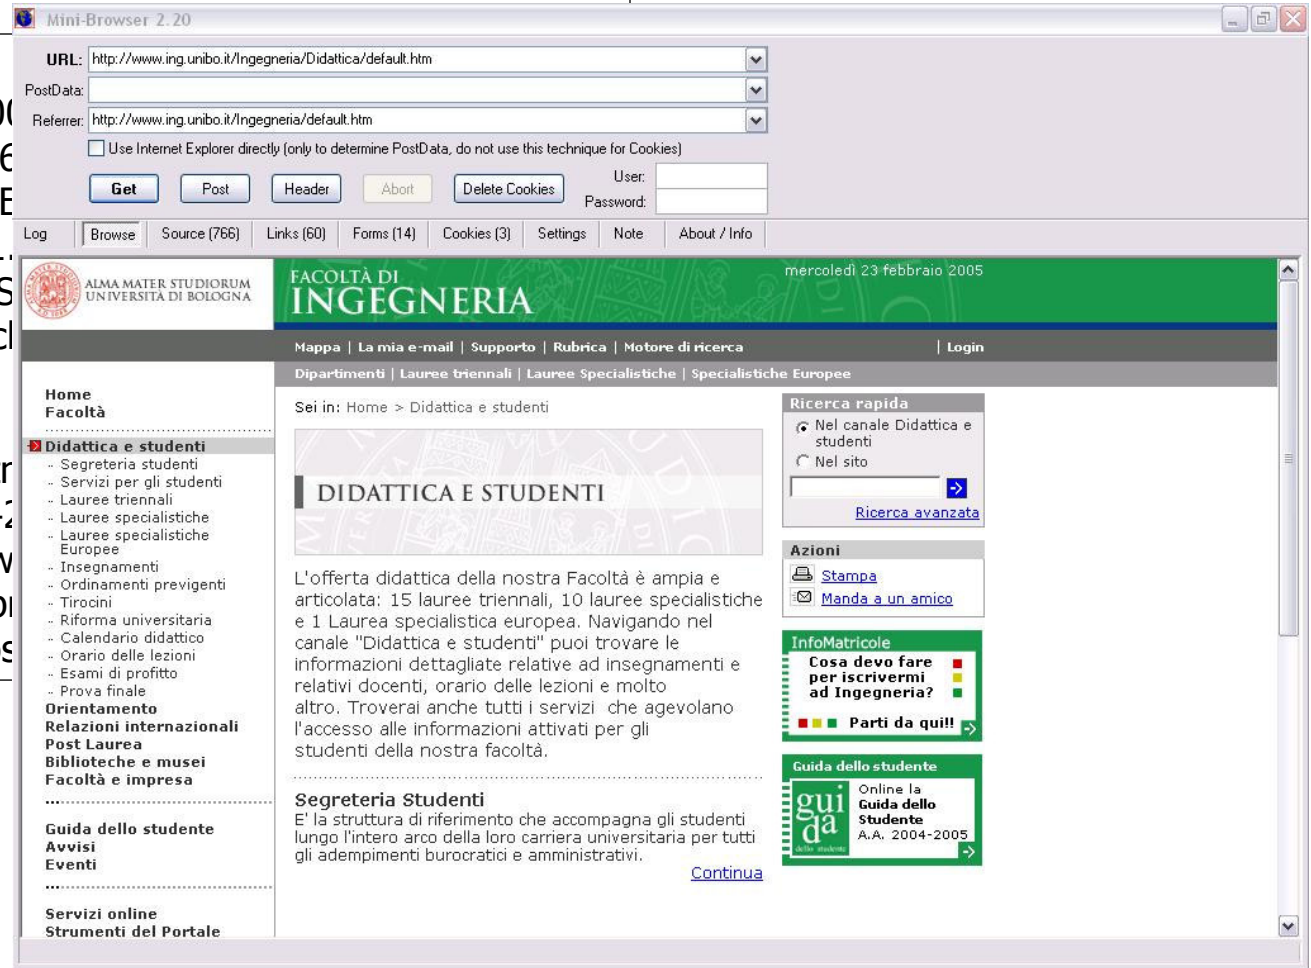 Mini-Browser 2.20
URL: http://www.ing.unibo.it/Ingegneria/Didattica/default.htm
PostData:
Referrer: http://www.ing.unibo.it/Ingegneria/default.htm
Use Internet Explorer directly (only to determine PostData, do not use this technique for Cookies)
Get Post Header Abort Delete Cookies
User:
Password:
Log Browse Source (766) Links (60) Forms (14) Cookies (3) Settings Note About / Info
ALMA MATER STUDIORUM
UNIVERSITÀ DI BOLOGNA
FACOLTÀ DI
INGEGNERIA
mercoledì 23 febbraio 2005
Mappa | La mia e-mail | Supporto | Rubrica | Motore di ricerca | Login
Dipartimenti | Lauree triennali | Lauree Specialistiche | Specialistiche Europee
Home
Facoltà
Didattica e studenti
Segreteria studenti
Servizi per gli studenti
Lauree triennali
Lauree specialistiche
Lauree specialistiche
Europee
Insegnamenti
Ordinamenti previgenti
Tirocini
Riforma universitaria
Calendario didattico
Orario delle lezioni
Esami di profitto
Prova finale
Orientamento
Relazioni internazionali
Post Laurea
Biblioteche e musei
Facoltà e impresa
Guida dello studente
Avvisi
Eventi
Servizi online
Strumenti del Portale
Sei in: Home > Didattica e studenti
DIDATTICA E STUDENTI
L'offerta didattica della nostra Facoltà è ampia e
articolata: 15 lauree triennali, 10 lauree specialistiche
e 1 Laurea specialistica europea. Navigando nel
canale "Didattica e studenti" puoi trovare le
informazioni dettagliate relative ad insegnamenti e
relativi docenti, orario delle lezioni e molto
altro. Troverai anche tutti i servizi che agevolano
l'accesso alle informazioni attivati per gli
studenti della nostra facoltà.
Segreteria Studenti
E' la struttura di riferimento che accompagna gli studenti
lungo l'intero arco della loro carriera universitaria per tutti
gli adempimenti burocratici e amministrativi.
Continua
Ricerca rapida
Nel canale Didattica e
studenti
Nel sito
Ricerca avanzata
Azioni
Stampa
Manda a un amico
InfoMatricole
Cosa devo fare
per iscrivermi
ad Ingegneria?
Parti da qui!!
Guida dello studente
gui
da
dello studente
Online la
Guida dello
Studente
A.A. 2004-2005